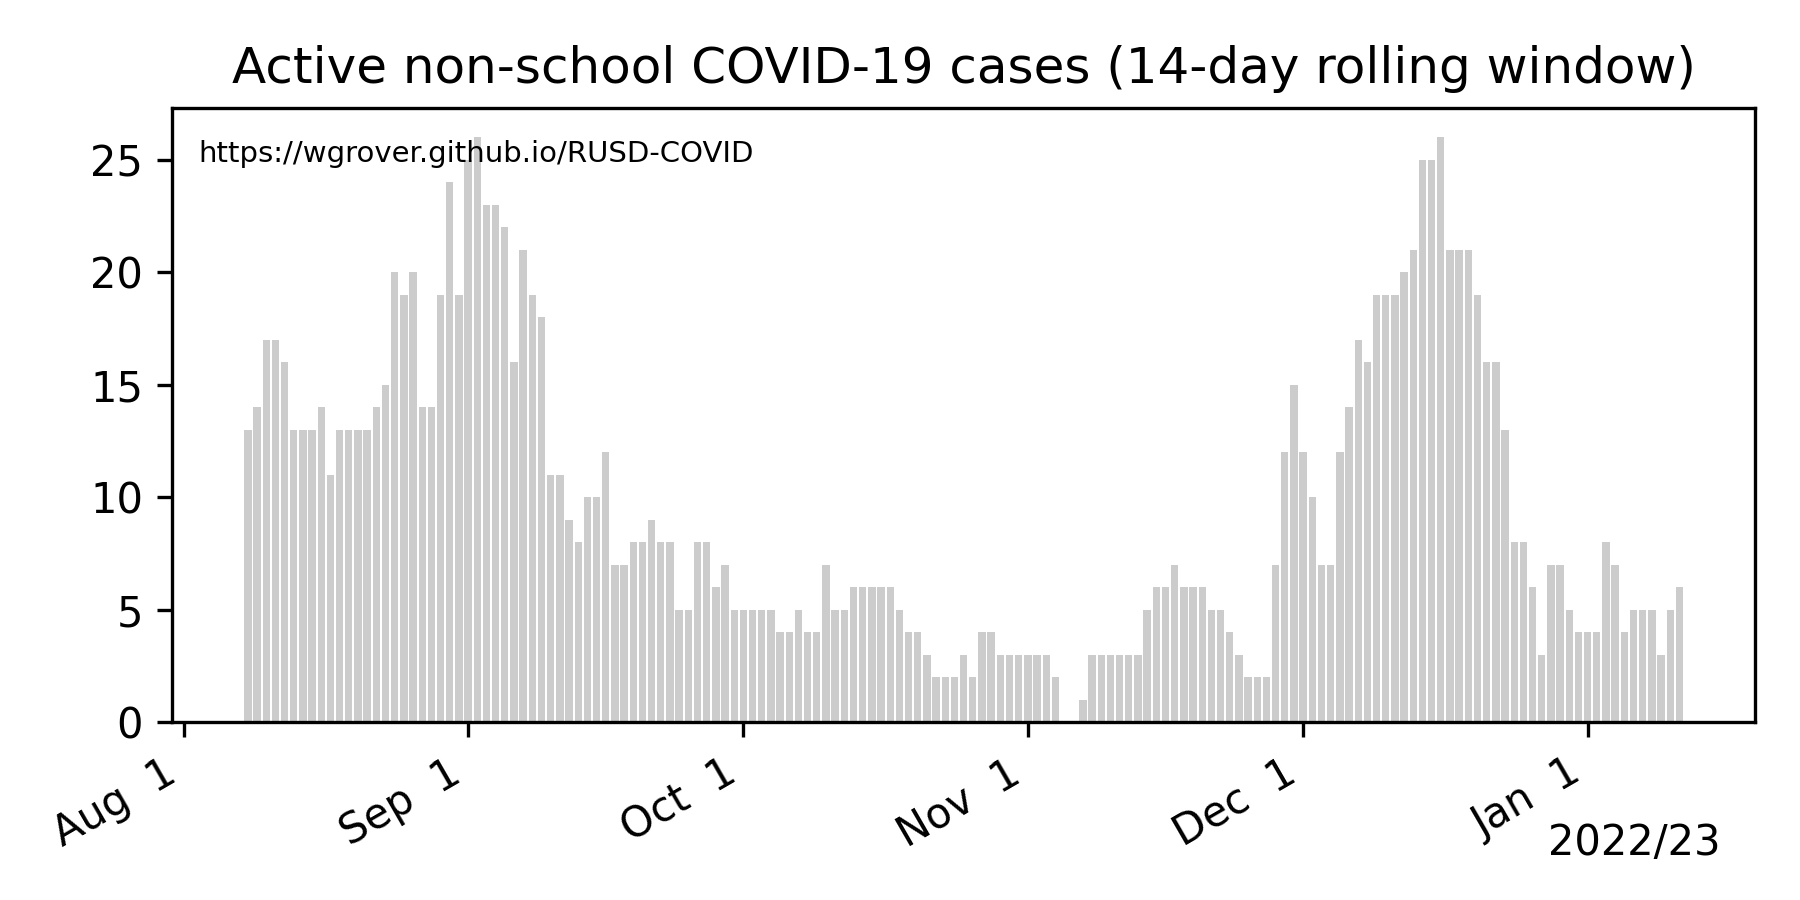 Active non-school COVID-19 cases (14-day rolling window)
https://wgrover.github.io/RUSD-COVID
25
20
15
10
5
0
Aug 1
Sep 1
Oct 1
Nov 1
Dec 1
Jan 1
2022/23